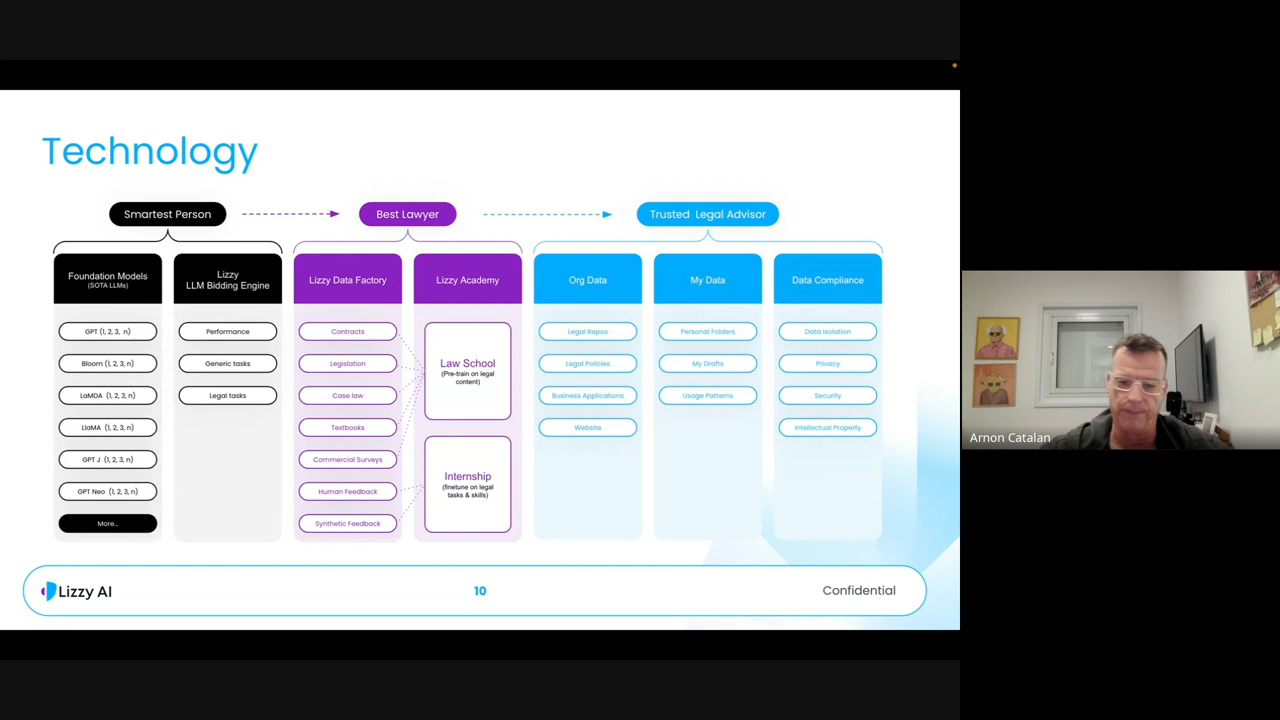 Technology
Smartest Person
Best Lawyer
Trusted Legal Advisor
Foundation Models
(SOTA LLMs)
GPT (1, 2, 3, n)
Bloom (1, 2, 3, n)
LaMDA (1, 2, 3, n)
LlaMA (1, 2, 3, n)
GPT J (1, 2, 3, n)
GPT Neo (1, 2, 3, n)
More...
Lizzy
LLM Bidding Engine
Performance
Generic tasks
Legal tasks
Lizzy Data Factory
Contracts
Legislation
Case law
Textbooks
Commercial Surveys
Human Feedback
Synthetic Feedback
Lizzy Academy
Law School
(Pre-train on legal
content)
Internship
(finetune on legal
tasks & skills)
Org Data
Legal Repos
Legal Policies
Business Applications
Website
My Data
Personal Folders
My Drafts
Usage Patterns
Data Compliance
Data Isolation
Privacy
Security
Intellectual Property
Lizzy AI
10
Confidential
Arnon Catalan